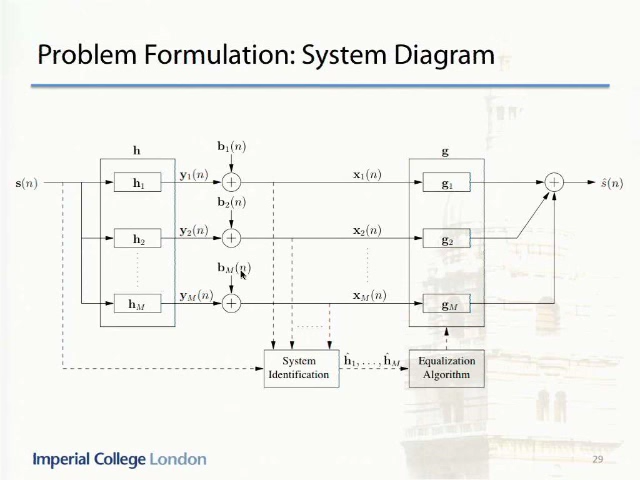 Problem Formulation: System Diagram
h
g
b₁(n)
s(n)
h₁
y₁(n)
x₁(n)
g₁
ŝ(n)
b₂(n)
h₂
y₂(n)
x₂(n)
g₂
b_M(n)
h_M
y_M(n)
x_M(n)
g_M
System
Identification
ĥ₁, . . . , ĥ_M
Equalization
Algorithm
Imperial College London
29